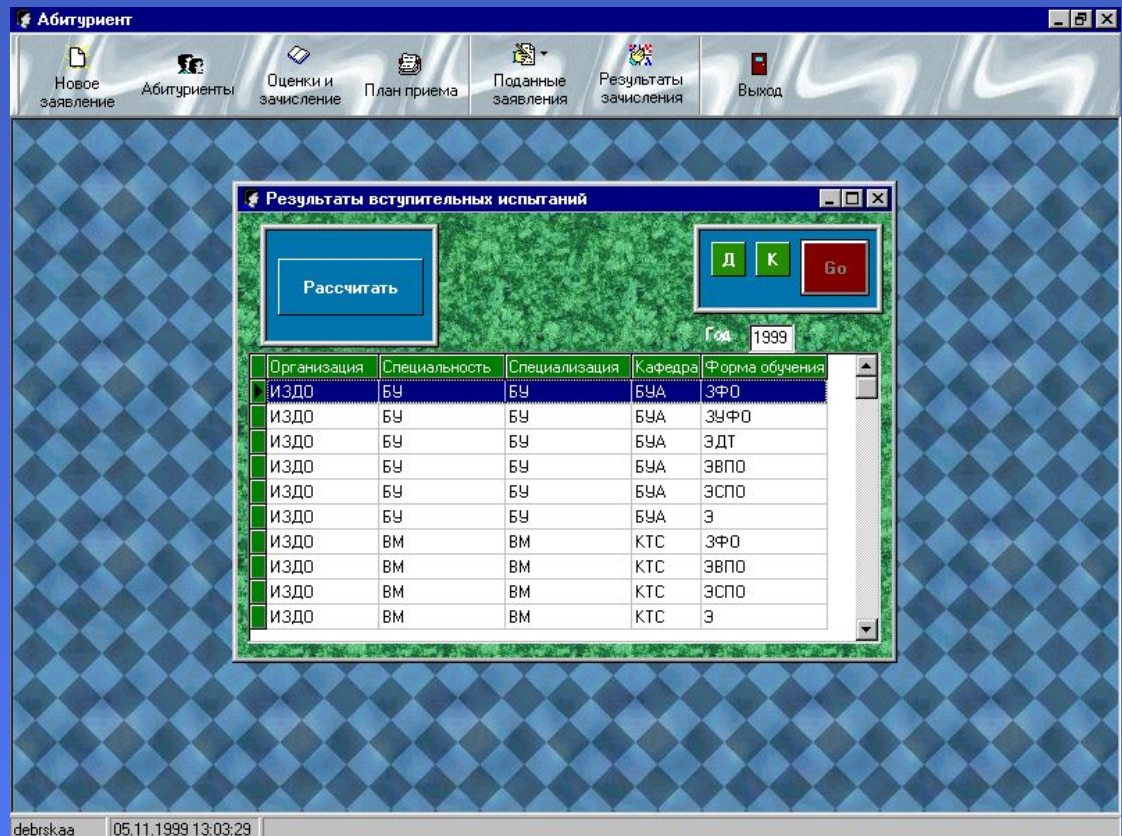 Абитуриент
Новое заявление
Абитуриенты
Оценки и зачисление
План приема
Поданные заявления
Результаты зачисления
Выход
Результаты вступительных испытаний
Рассчитать
Д К Go
Год 1999
Организация Специальность Специализация Кафедра Форма обучения
ИЗДО БУ БУ БУА ЗФО
ИЗДО БУ БУ БУА ЗУФО
ИЗДО БУ БУ БУА ЭДТ
ИЗДО БУ БУ БУА ЭВПО
ИЗДО БУ БУ БУА ЭСПО
ИЗДО БУ БУ БУА Э
ИЗДО ВМ ВМ КТС ЗФО
ИЗДО ВМ ВМ КТС ЭВПО
ИЗДО ВМ ВМ КТС ЭСПО
ИЗДО ВМ ВМ КТС Э
debrskaa 05.11.1999 13:03:29